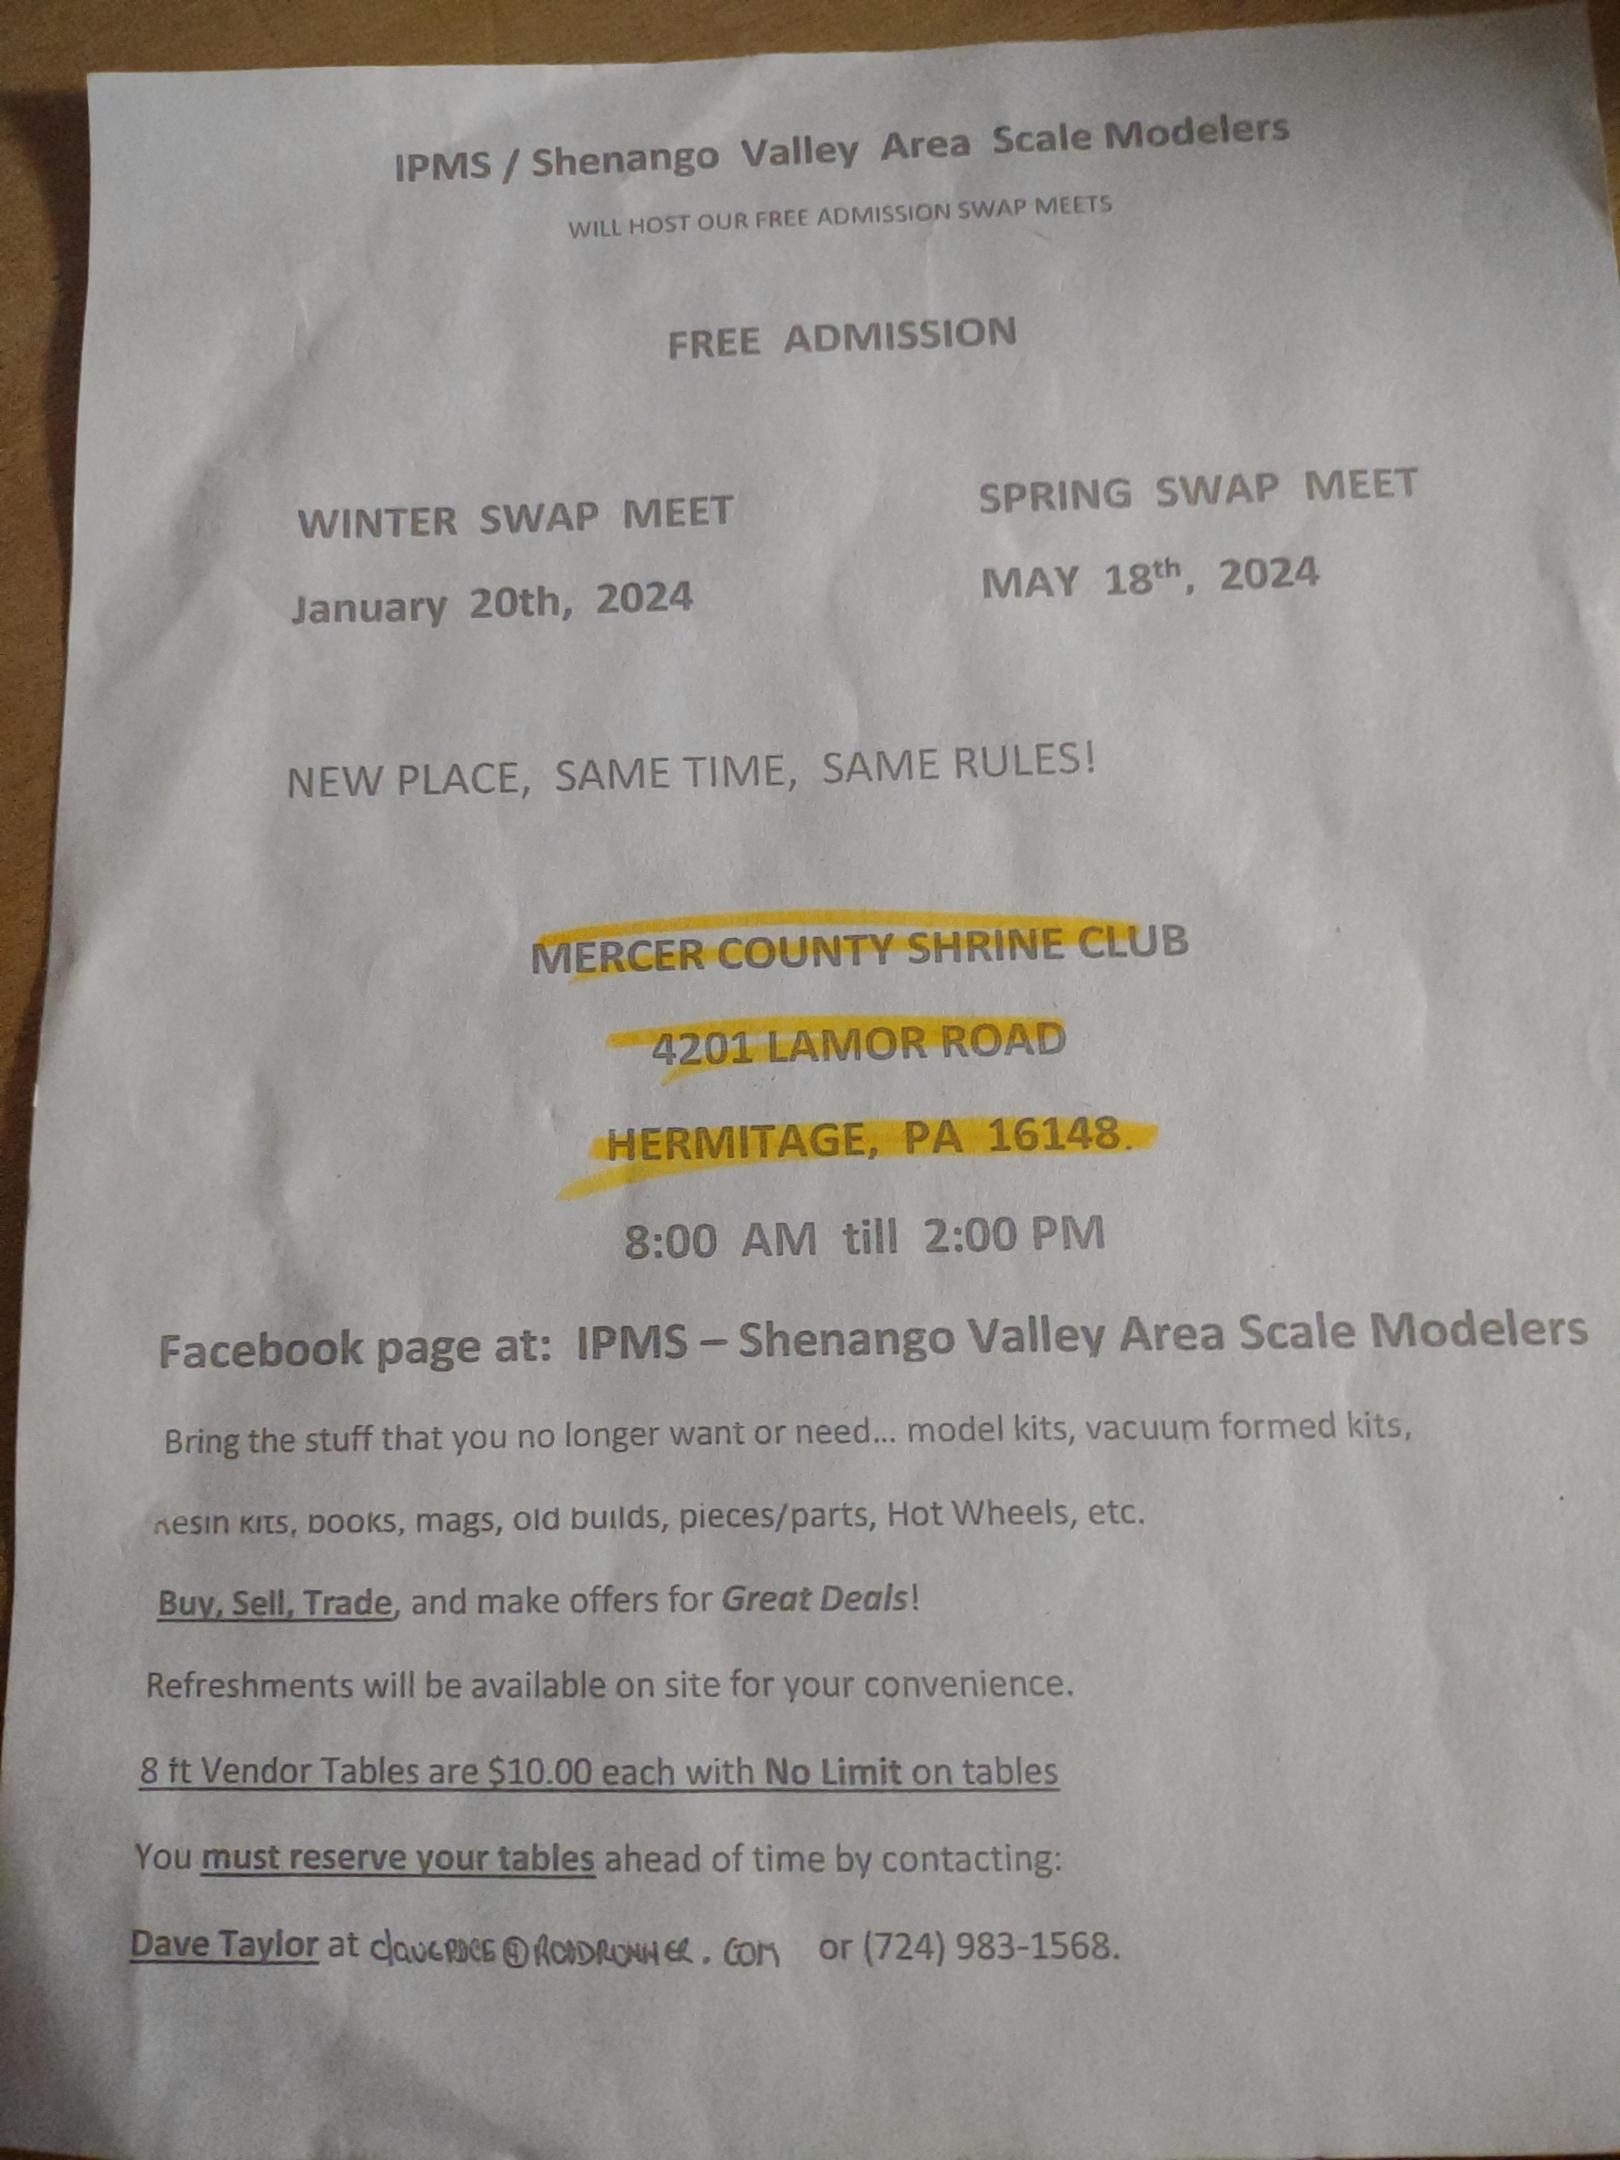 IPMS / Shenango Valley Area Scale Modelers
WILL HOST OUR FREE ADMISSION SWAP MEETS
FREE ADMISSION
WINTER SWAP MEET
January 20th, 2024
SPRING SWAP MEET
MAY 18th, 2024
NEW PLACE, SAME TIME, SAME RULES!
MERCER COUNTY SHRINE CLUB
4201 LAMOR ROAD
HERMITAGE, PA 16148.
8:00 AM till 2:00 PM
Facebook page at: IPMS – Shenango Valley Area Scale Modelers
Bring the stuff that you no longer want or need... model kits, vacuum formed kits,
Resin kits, books, mags, old builds, pieces/parts, Hot Wheels, etc.
Buy, Sell, Trade, and make offers for Great Deals!
Refreshments will be available on site for your convenience.
8 ft Vendor Tables are $10.00 each with No Limit on tables
You must reserve your tables ahead of time by contacting:
Dave Taylor at or (724) 983-1568.